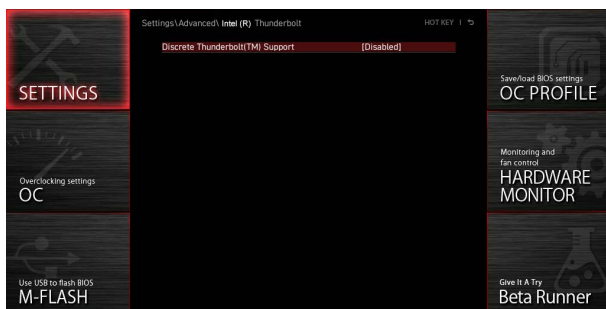 Settings\Advanced\ Intel (R) Thunderbolt
HOT KEY | ⮌
Discrete Thunderbolt(TM) Support [Disabled]
SETTINGS
Overclocking settings
OC
Use USB to flash BIOS
M-FLASH
Save/load BIOS settings
OC PROFILE
Monitoring and
fan control
HARDWARE
MONITOR
Give It A Try
Beta Runner